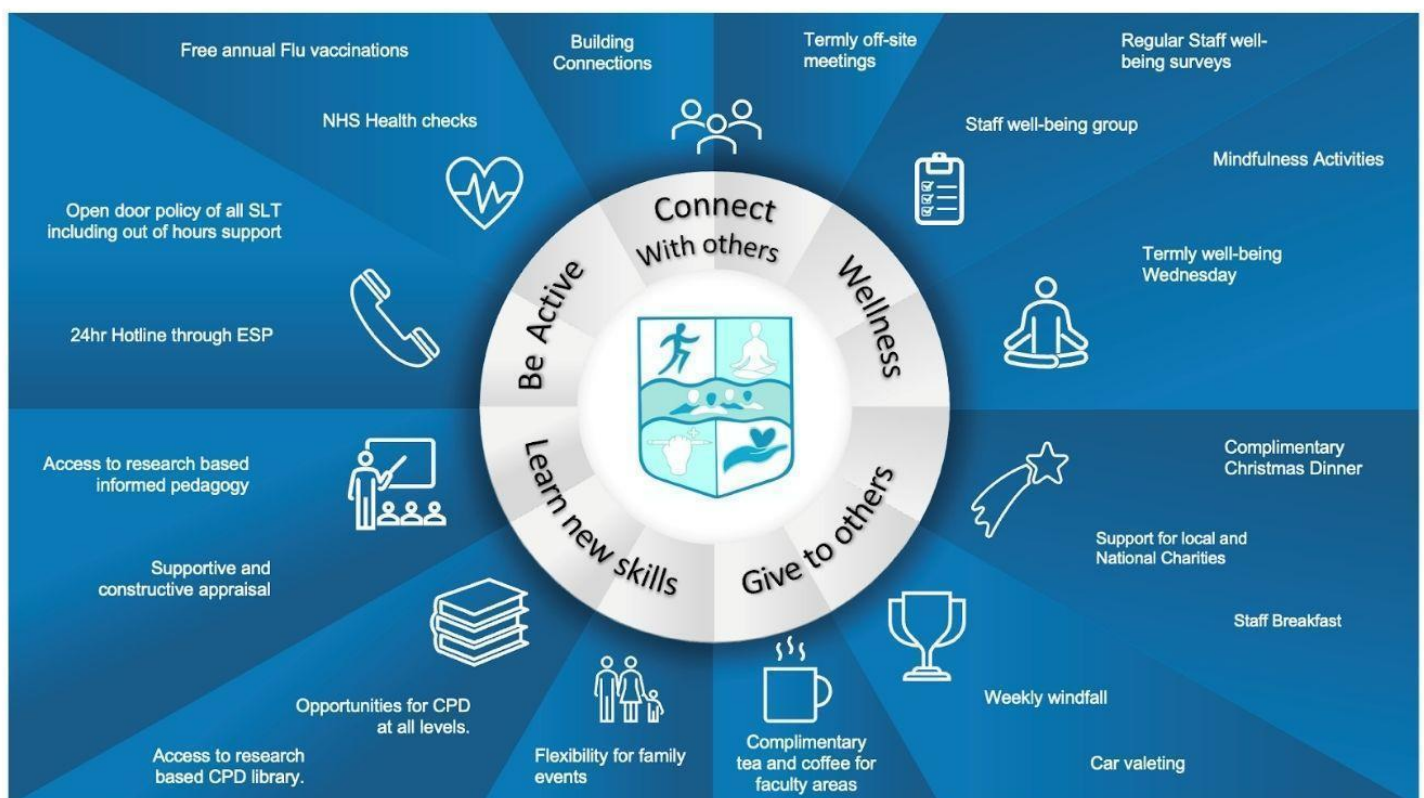 Free annual Flu vaccinations
NHS Health checks
Open door policy of all SLT
including out of hours support
24hr Hotline through ESP
Building
Connections
Termly off-site
meetings
Regular Staff well-
being surveys
Staff well-being group
Mindfulness Activities
Termly well-being
Wednesday
Connect
With others
Wellness
Give to others
Learn new skills
Be Active
Access to research based
informed pedagogy
Supportive and
constructive appraisal
Opportunities for CPD
at all levels.
Access to research
based CPD library.
Flexibility for family
events
Complimentary
tea and coffee for
faculty areas
Complimentary
Christmas Dinner
Support for local and
National Charities
Staff Breakfast
Weekly windfall
Car valeting